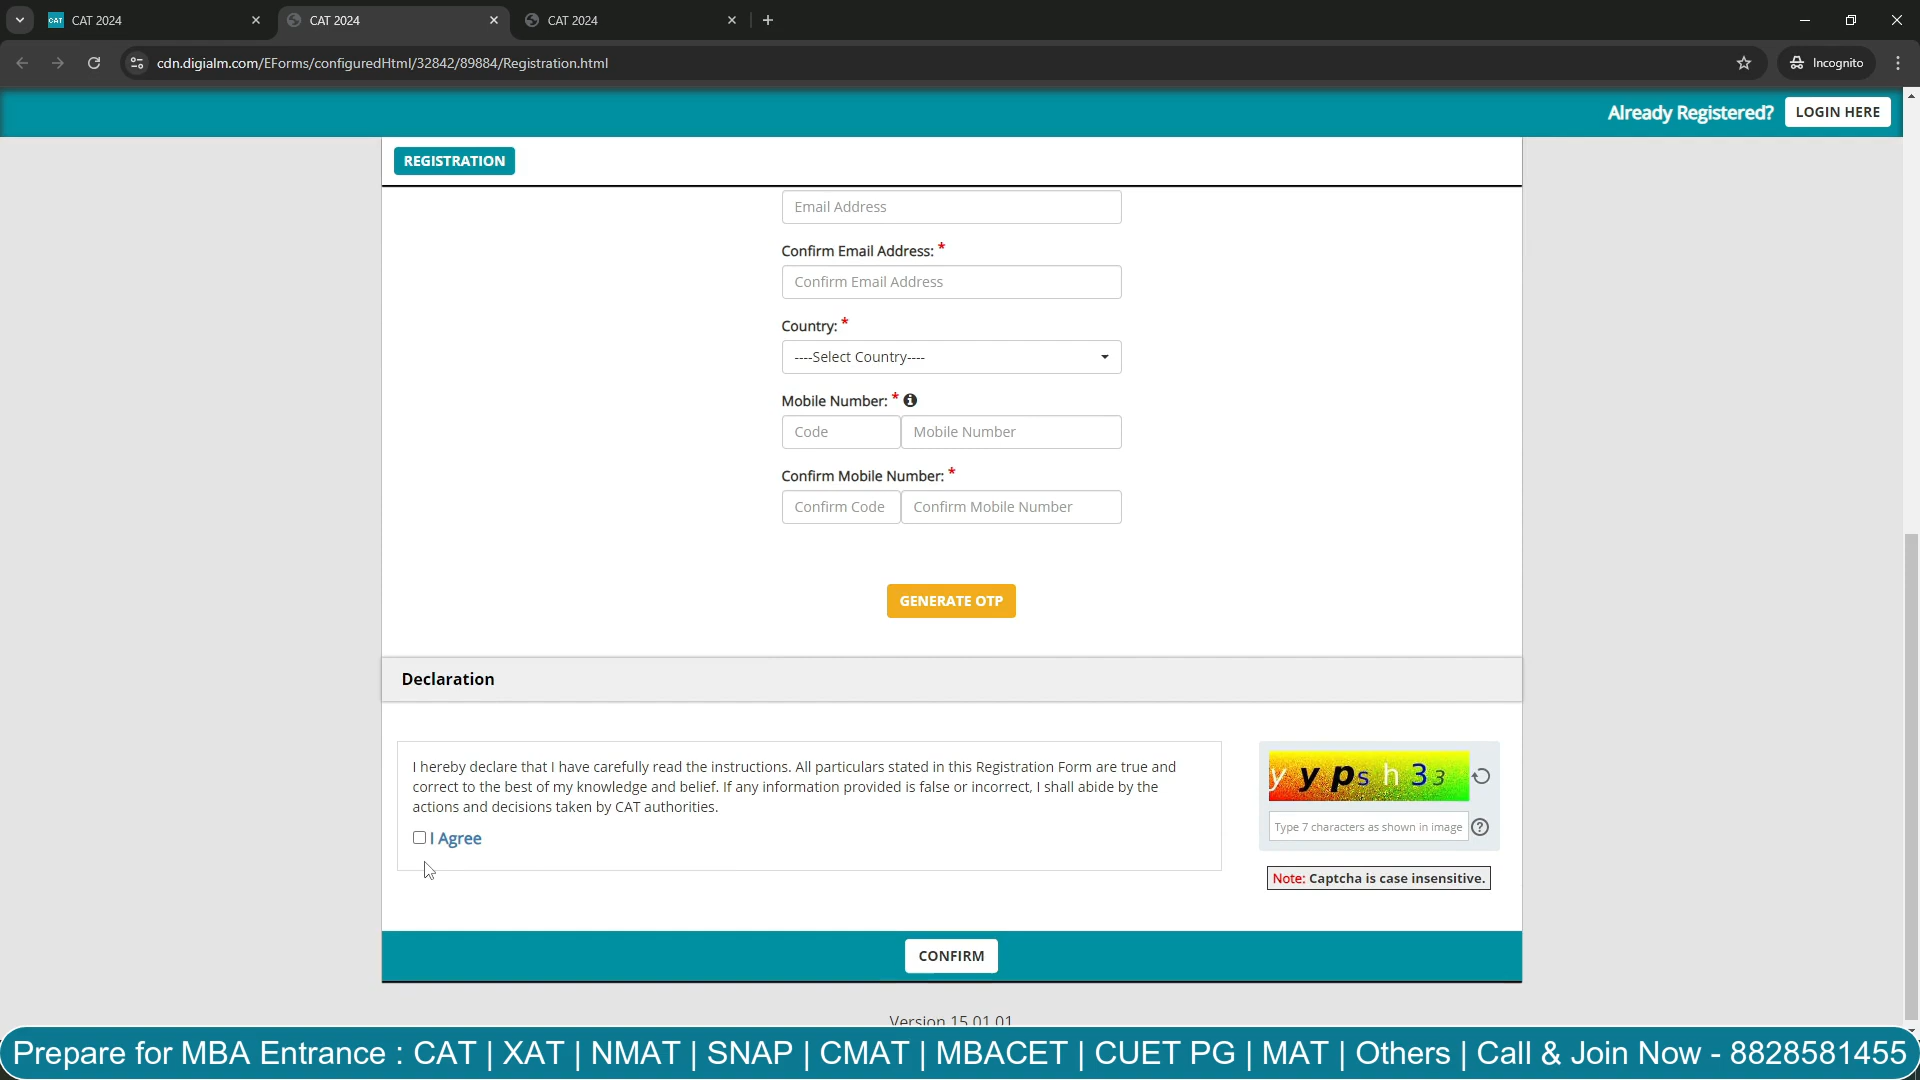 CAT 2024
CAT 2024
CAT 2024
cdn.digialm.com/EForms/configuredHtml/32842/89884/Registration.html
Incognito
Already Registered?
LOGIN HERE
REGISTRATION
Email Address
Confirm Email Address: *
Confirm Email Address
Country: *
----Select Country----
Mobile Number: *
Code
Mobile Number
Confirm Mobile Number: *
Confirm Code
Confirm Mobile Number
GENERATE OTP
Declaration
I hereby declare that I have carefully read the instructions. All particulars stated in this Registration Form are true and
correct to the best of my knowledge and belief. If any information provided is false or incorrect, I shall abide by the
actions and decisions taken by CAT authorities.
I Agree
y y p s h 3 3
Type 7 characters as shown in image
Note: Captcha is case insensitive.
CONFIRM
Version 15.01.01
Prepare for MBA Entrance : CAT | XAT | NMAT | SNAP | CMAT | MBACET | CUET PG | MAT | Others | Call & Join Now - 8828581455